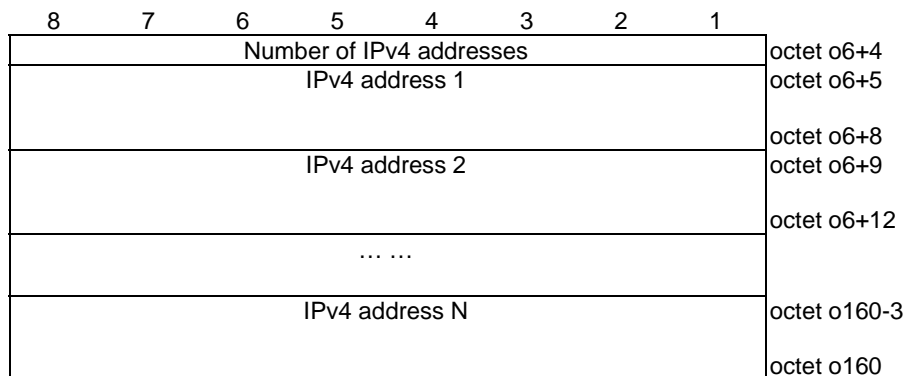 8 7 6 5 4 3 2 1
Number of IPv4 addresses octet o6+4
IPv4 address 1 octet o6+5
octet o6+8
IPv4 address 2 octet o6+9
octet o6+12
… …
IPv4 address N octet o160-3
octet o160